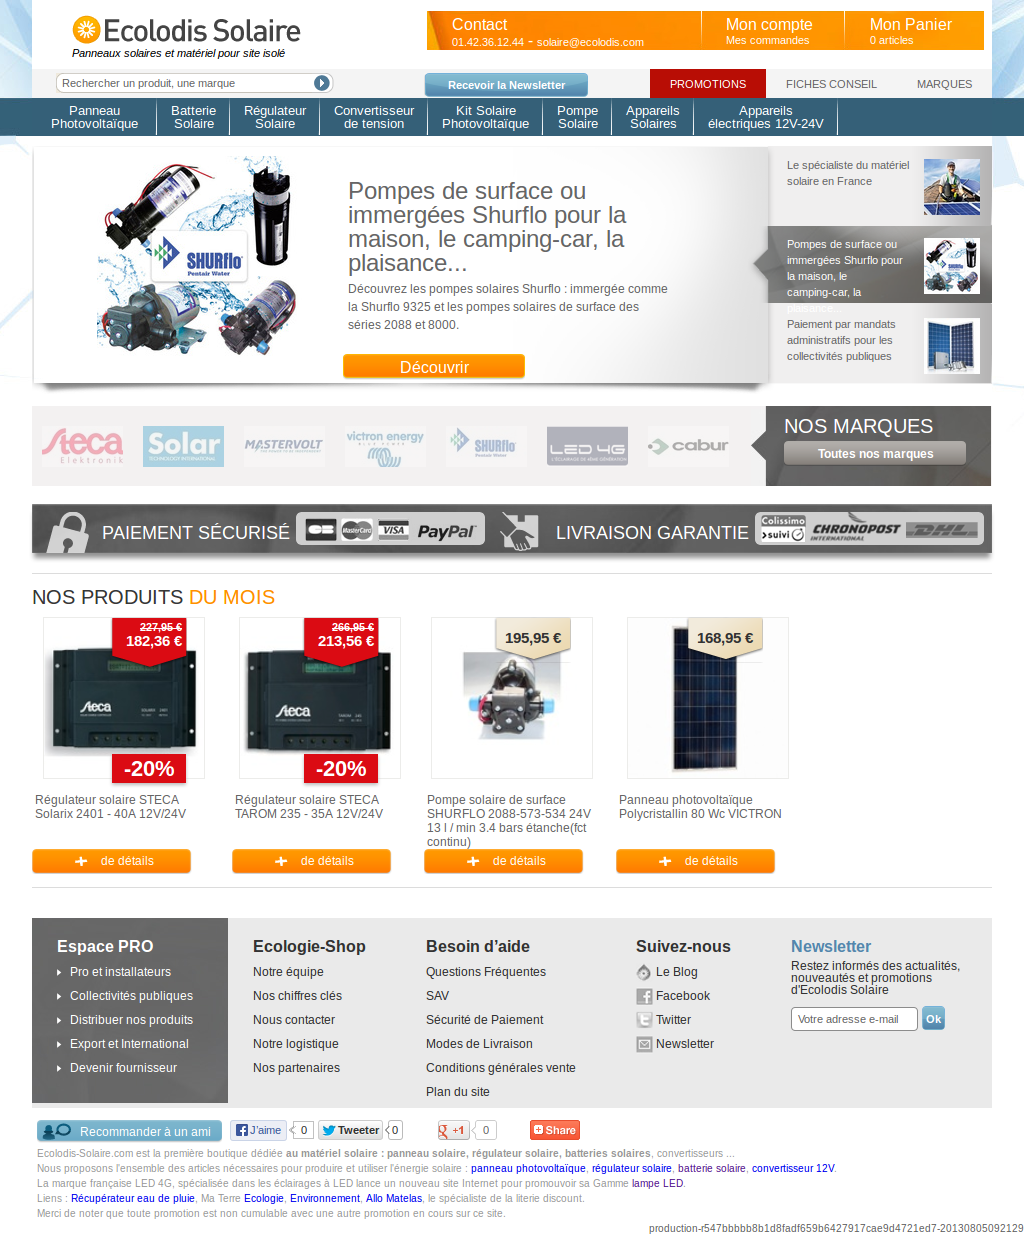 Ecolodis Solaire
Panneaux solaires et matériel pour site isolé
Contact
01.42.36.12.44 - solaire@ecolodis.com
Mon compte
Mes commandes
Mon Panier
0 articles
Rechercher un produit, une marque
Recevoir la Newsletter
PROMOTIONS
FICHES CONSEIL
MARQUES
Panneau
Photovoltaïque
Batterie
Solaire
Régulateur
Solaire
Convertisseur
de tension
Kit Solaire
Photovoltaïque
Pompe
Solaire
Appareils
Solaires
Appareils
électriques 12V-24V
SHURflo
Pentair Water
Pompes de surface ou
immergées Shurflo pour la
maison, le camping-car, la
plaisance...
Découvrez les pompes solaires Shurflo : immergée comme
la Shurflo 9325 et les pompes solaires de surface des
séries 2088 et 8000.
Découvrir
Le spécialiste du matériel
solaire en France
Pompes de surface ou
immergées Shurflo pour
la maison, le
camping-car, la
plaisance...
Paiement par mandats
administratifs pour les
collectivités publiques
Steca
Elektronik
Solar
MASTERVOLT
victron energy
BLUE POWER
SHURflo
Pentair Water
LED 4G
cabur
NOS MARQUES
Toutes nos marques
PAIEMENT SÉCURISÉ
CB
MasterCard
VISA
PayPal
LIVRAISON GARANTIE
Colissimo
suivi
CHRONOPOST
INTERNATIONAL
DHL
NOS PRODUITS DU MOIS
227,95 €
182,36 €
Steca
-20%
266,95 €
213,56 €
Steca
-20%
195,95 €
168,95 €
Régulateur solaire STECA
Solarix 2401 - 40A 12V/24V
Régulateur solaire STECA
TAROM 235 - 35A 12V/24V
Pompe solaire de surface
SHURFLO 2088-573-534 24V
13 l / min 3.4 bars étanche(fct
continu)
Panneau photovoltaïque
Polycristallin 80 Wc VICTRON
de détails
de détails
de détails
de détails
Espace PRO
Pro et installateurs
Collectivités publiques
Distribuer nos produits
Export et International
Devenir fournisseur
Ecologie-Shop
Notre équipe
Nos chiffres clés
Nous contacter
Notre logistique
Nos partenaires
Besoin d'aide
Questions Fréquentes
SAV
Sécurité de Paiement
Modes de Livraison
Conditions générales vente
Plan du site
Suivez-nous
Le Blog
Facebook
Twitter
Newsletter
Newsletter
Restez informés des actualités,
nouveautés et promotions
d'Ecolodis Solaire
Votre adresse e-mail
Ok
Recommander à un ami
J'aime
0
Tweeter
0
+1
0
Share
Ecolodis-Solaire.com est la première boutique dédiée au matériel solaire : panneau solaire, régulateur solaire, batteries solaires, convertisseurs ...
Nous proposons l'ensemble des articles nécessaires pour produire et utiliser l'énergie solaire : panneau photovoltaïque, régulateur solaire, batterie solaire, convertisseur 12V.
La marque française LED 4G, spécialisée dans les éclairages à LED lance un nouveau site Internet pour promouvoir sa Gamme lampe LED.
Liens : Récupérateur eau de pluie, Ma Terre Ecologie, Environnement, Allo Matelas, le spécialiste de la literie discount.
Merci de noter que toute promotion est non cumulable avec une autre promotion en cours sur ce site.
production-r547bbbbb8b1d8fadf659b6427917cae9d4721ed7-20130805092129